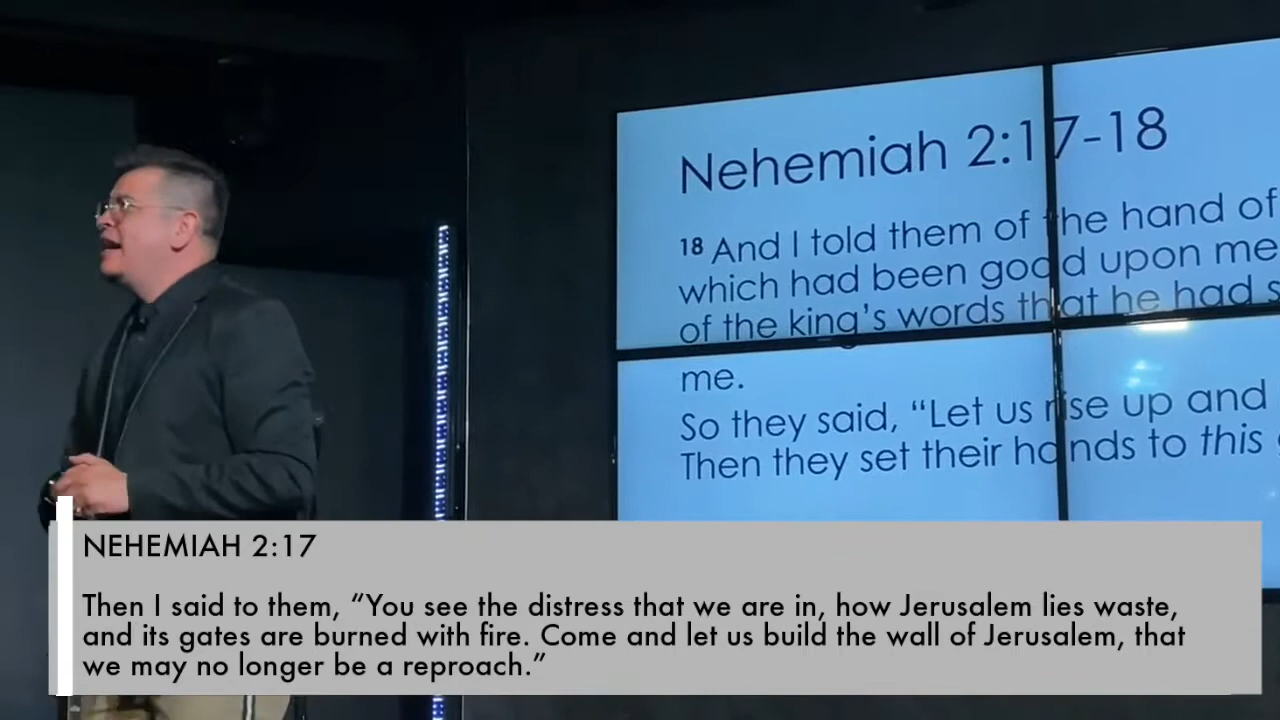 Nehemiah 2:17-18
18 And I told them of the hand of
which had been good upon me
of the king's words that he had
me.
So they said, “Let us rise up and
Then they set their hands to this
NEHEMIAH 2:17
Then I said to them, “You see the distress that we are in, how Jerusalem lies waste,
and its gates are burned with fire. Come and let us build the wall of Jerusalem, that
we may no longer be a reproach.”